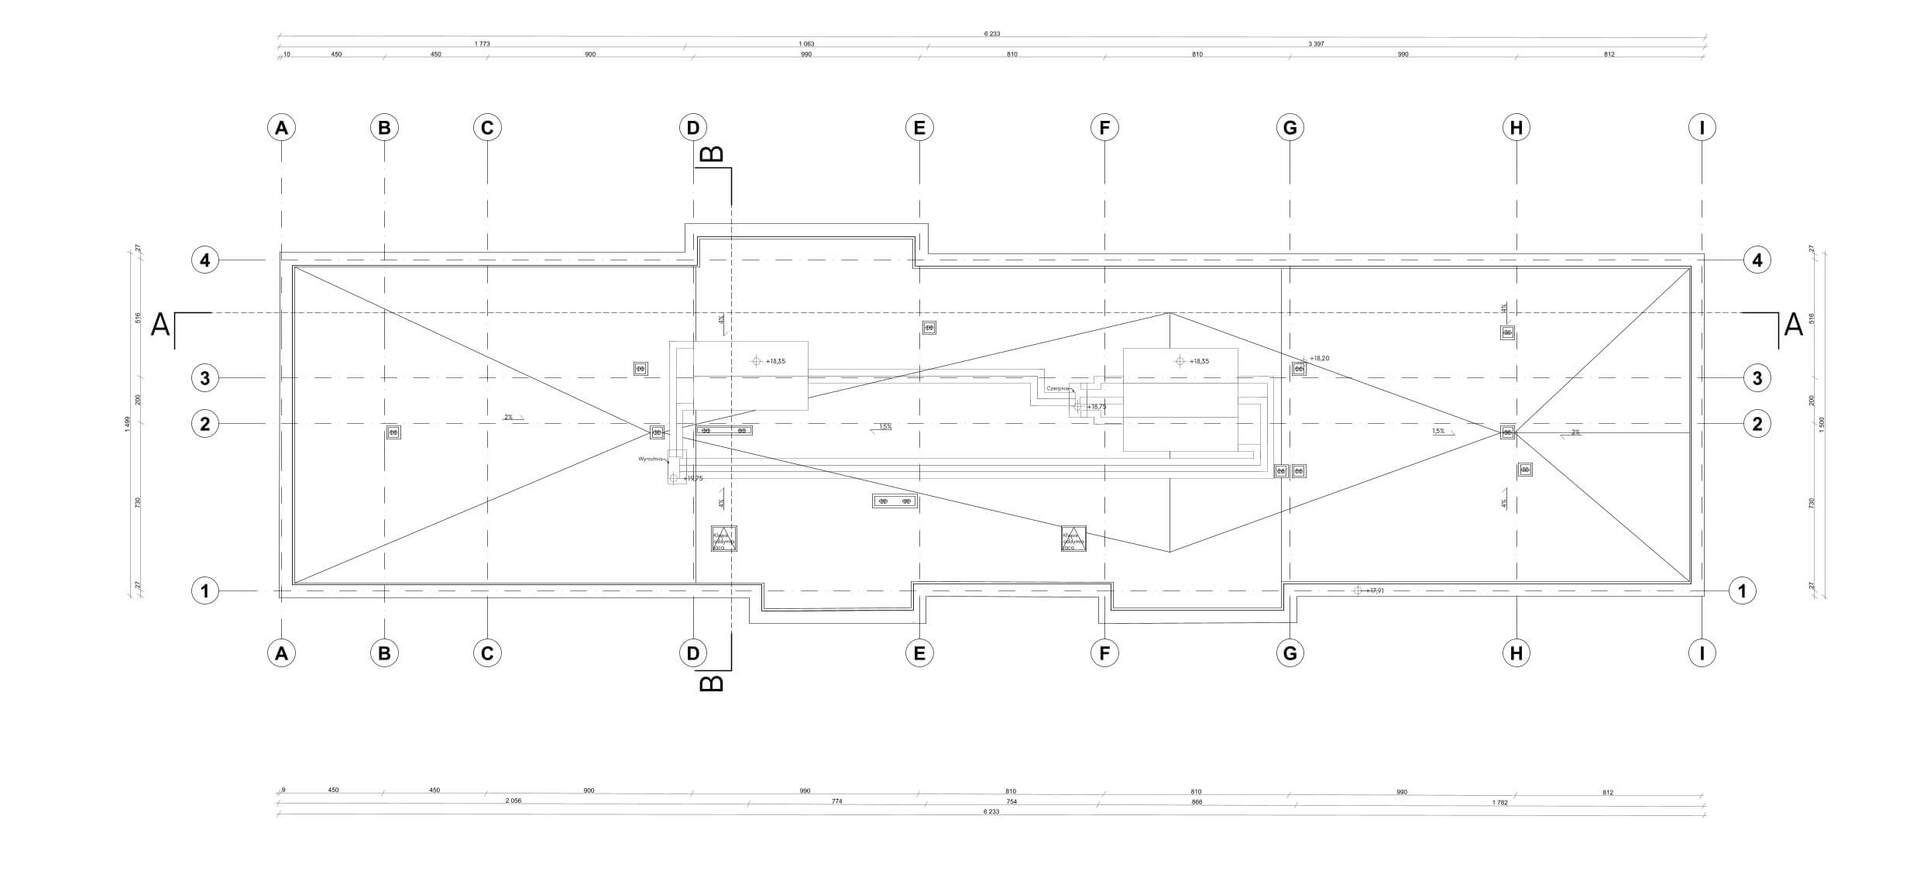 6 233
1 773 1 063 3 397
10 450 450 900 990 810 810 990 812
A B C D E F G H I
B
27 27
4 4
A A
516 4% 4% 516
+18,35 +18,35 +18,20
3 3
200 Czerpnia 200
+18,75
2% 1,5% 1,5% 2%
1 499 2 2 1 500
Wyrzutnia
+19,75
730 4% 4% 730
Klapa
Klapa
27 27
1 +17,91 1
A B C D E F G H I
B
9 450 450 900 990 810 810 990 812
2 056 774 754 866 1 782
6 233